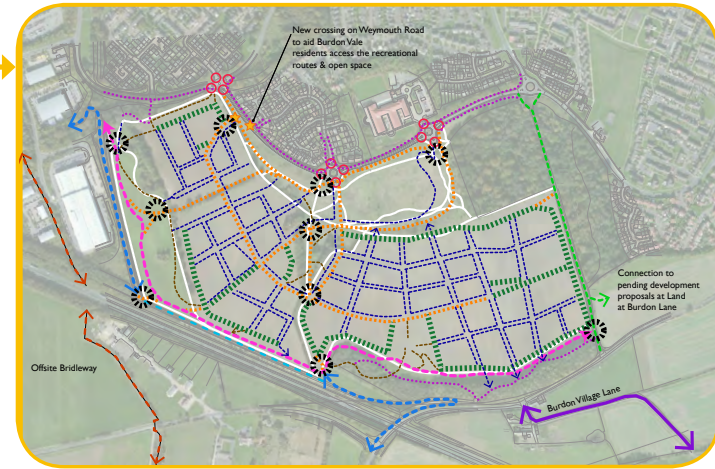 New crossing on Weymouth Road
to aid Burdon Vale
residents access the recreational
routes & open space
Connection to
pending development
proposals at Land
at Burdon Lane
Offsite Bridleway
Burdon Village Lane